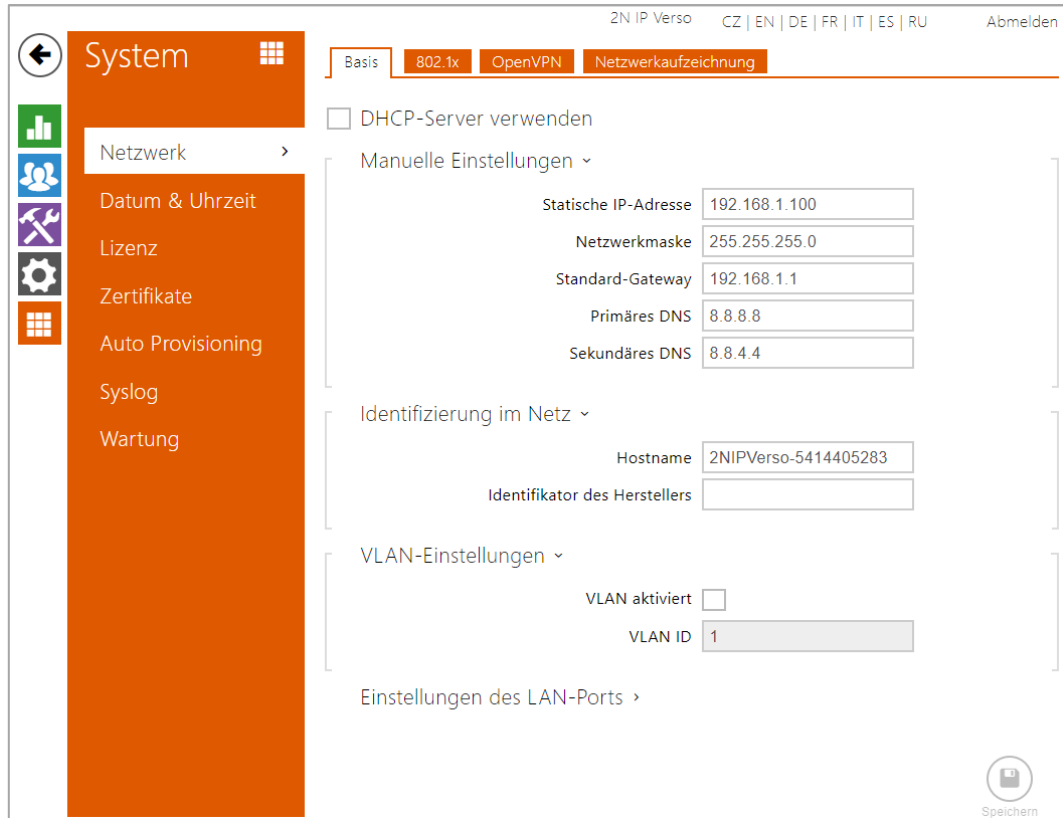 2N IP Verso CZ | EN | DE | FR | IT | ES | RU Abmelden
System
Netzwerk
Datum & Uhrzeit
Lizenz
Zertifikate
Auto Provisioning
Syslog
Wartung
Basis 802.1x OpenVPN Netzwerkaufzeichnung
DHCP-Server verwenden
Manuelle Einstellungen
Statische IP-Adresse 192.168.1.100
Netzwerkmaske 255.255.255.0
Standard-Gateway 192.168.1.1
Primäres DNS 8.8.8.8
Sekundäres DNS 8.8.4.4
Identifizierung im Netz
Hostname 2NIPVerso-5414405283
Identifikator des Herstellers
VLAN-Einstellungen
VLAN aktiviert
VLAN ID 1
Einstellungen des LAN-Ports
Speichern